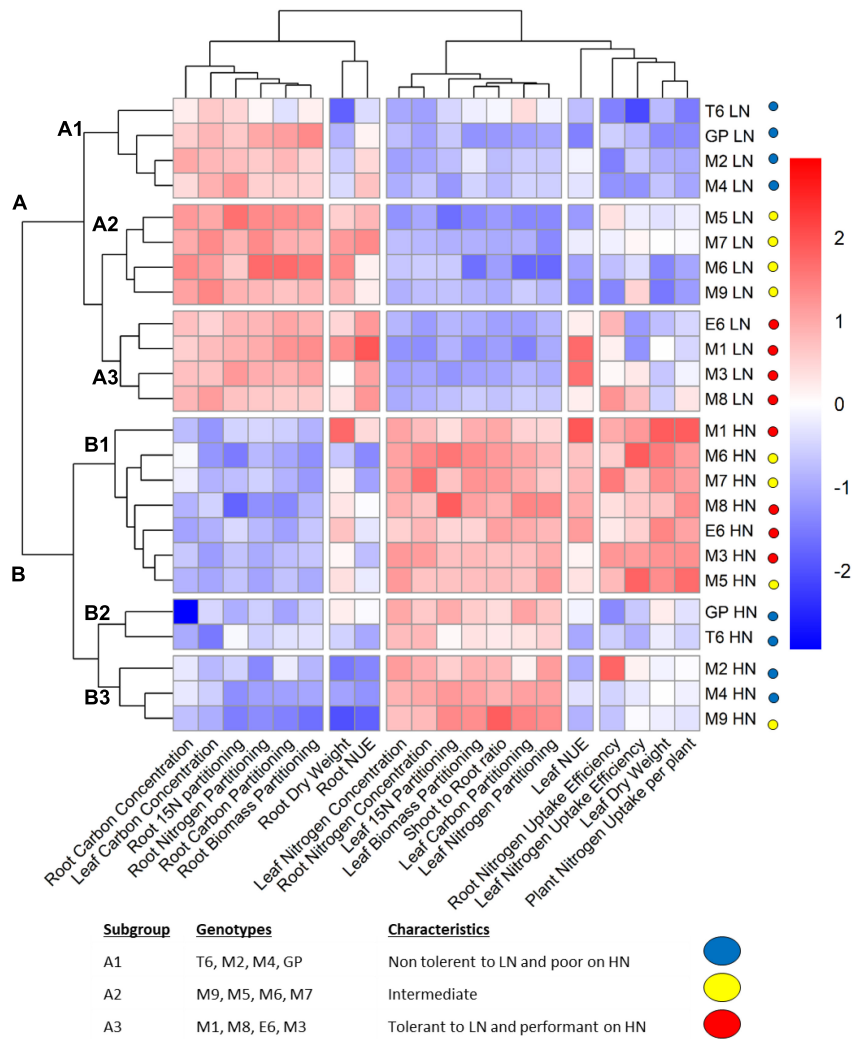 T6 LN
A1
GP LN
M2 LN
M4 LN
A
A2
M5 LN
M7 LN
M6 LN
M9 LN
E6 LN
M1 LN
A3
M3 LN
M8 LN
B1
M1 HN
M6 HN
M7 HN
M8 HN
E6 HN
M3 HN
B
M5 HN
B2
GP HN
T6 HN
B3
M2 HN
M4 HN
M9 HN
2
1
0
-1
-2
Root Carbon Concentration
Leaf Carbon Concentration
Root 15N partitioning
Root Nitrogen Partitioning
Root Carbon Partitioning
Root Biomass Partitioning
Root Dry Weight
Root NUE
Leaf Nitrogen Concentration
Root Nitrogen Concentration
Leaf 15N Partitioning
Leaf Biomass Partitioning
Shoot to Root ratio
Leaf Carbon Partitioning
Leaf Nitrogen Partitioning
Leaf NUE
Root Nitrogen Uptake Efficiency
Leaf Nitrogen Uptake Efficiency
Leaf Dry Weight
Plant Nitrogen Uptake per plant
Subgroup Genotypes Characteristics
A1 T6, M2, M4, GP Non tolerent to LN and poor on HN
A2 M9, M5, M6, M7 Intermediate
A3 M1, M8, E6, M3 Tolerant to LN and performant on HN